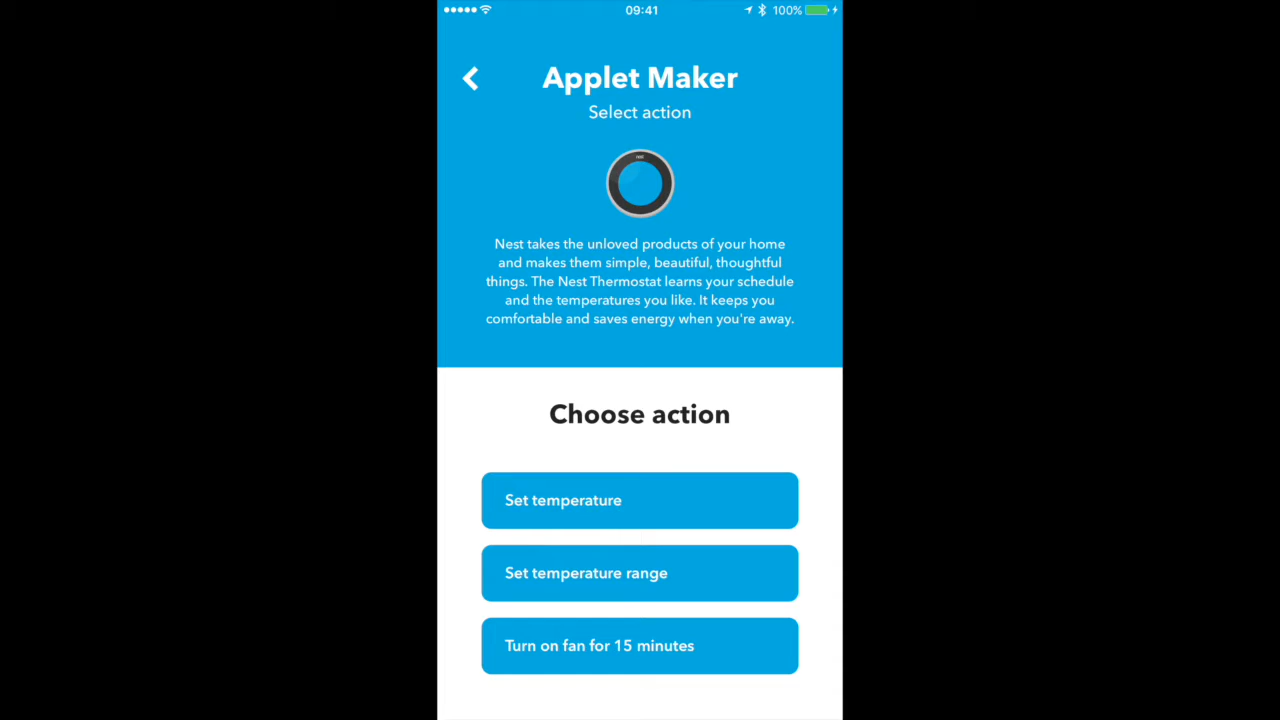 09:41
100%
Applet Maker
Select action
nest
Nest takes the unloved products of your home
and makes them simple, beautiful, thoughtful
things. The Nest Thermostat learns your schedule
and the temperatures you like. It keeps you
comfortable and saves energy when you're away.
Choose action
Set temperature
Set temperature range
Turn on fan for 15 minutes